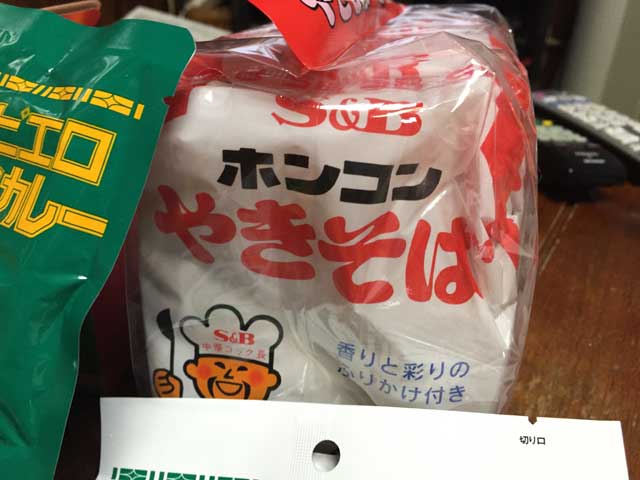 S&B
ホンコン
やきそば
S&B
中華コック長
香りと彩りの
ふりかけ付き
ピエロ
カレー
切り口